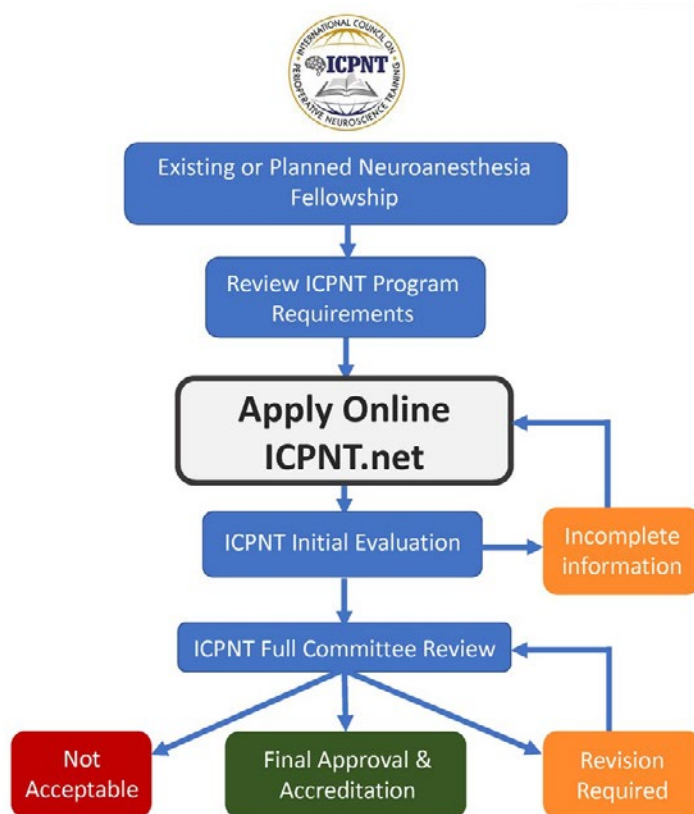 INTERNATIONAL COUNCIL ON
ICPNT
PERIOPERATIVE NEUROSCIENCE TRAINING
Existing or Planned Neuroanesthesia
Fellowship
Review ICPNT Program
Requirements
Apply Online
ICPNT.net
ICPNT Initial Evaluation
Incomplete
information
ICPNT Full Committee Review
Not
Acceptable
Final Approval &
Accreditation
Revision
Required